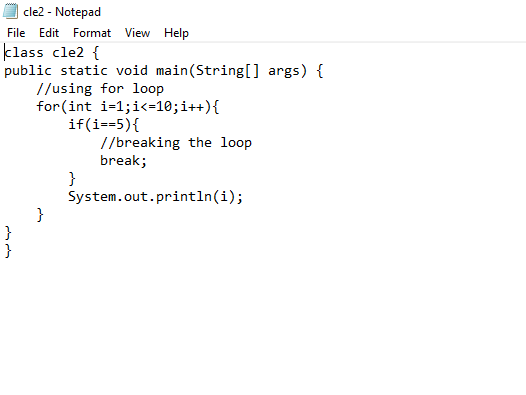 cle2 - Notepad
File Edit Format View Help
class cle2 {
public static void main(String[] args) {
    //using for loop
    for(int i=1;i<=10;i++){
        if(i==5){
            //breaking the loop
            break;
        }
        System.out.println(i);
    }
}
}